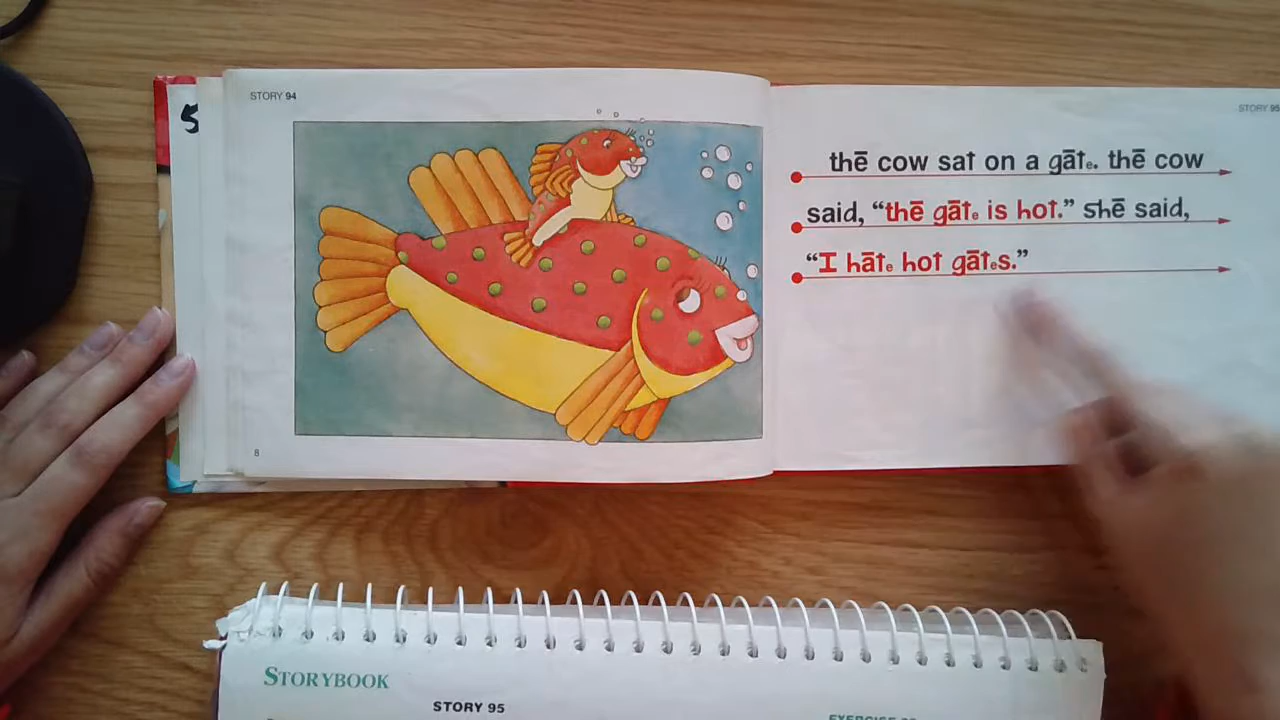 STORY 94
5
8
STORY 95
thē cow sat on a gāte. thē cow
said, “thē gāte is hot.” shē said,
“I hāte hot gātes.”
STORYBOOK
STORY 95